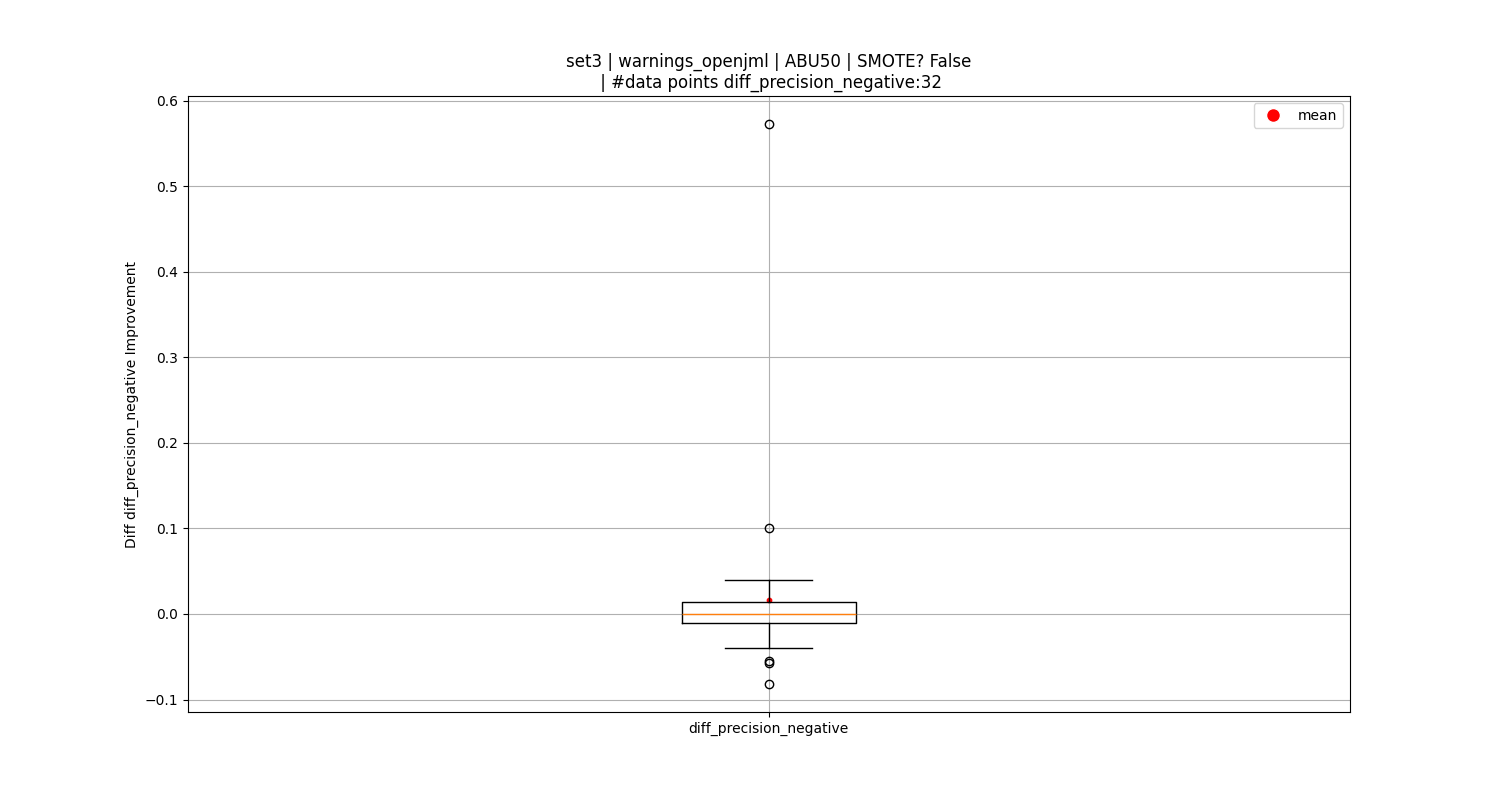 set3 | warnings_openjml | ABU50 | SMOTE? False
| #data points diff_precision_negative:32
mean
0.6
0.5
0.4
0.3
0.2
0.1
0.0
−0.1
Diff diff_precision_negative Improvement
diff_precision_negative